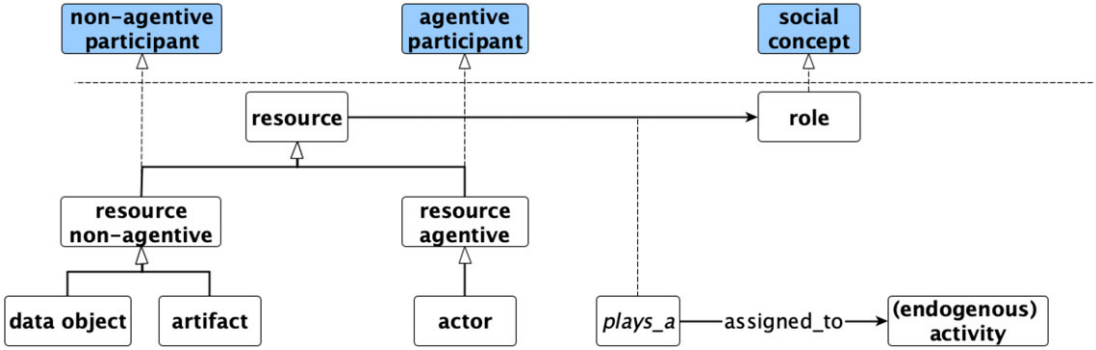 non-agentive
participant
agentive
participant
social
concept
resource
role
resource
non-agentive
resource
agentive
data object
artifact
actor
plays_a
assigned_to
(endogenous)
activity